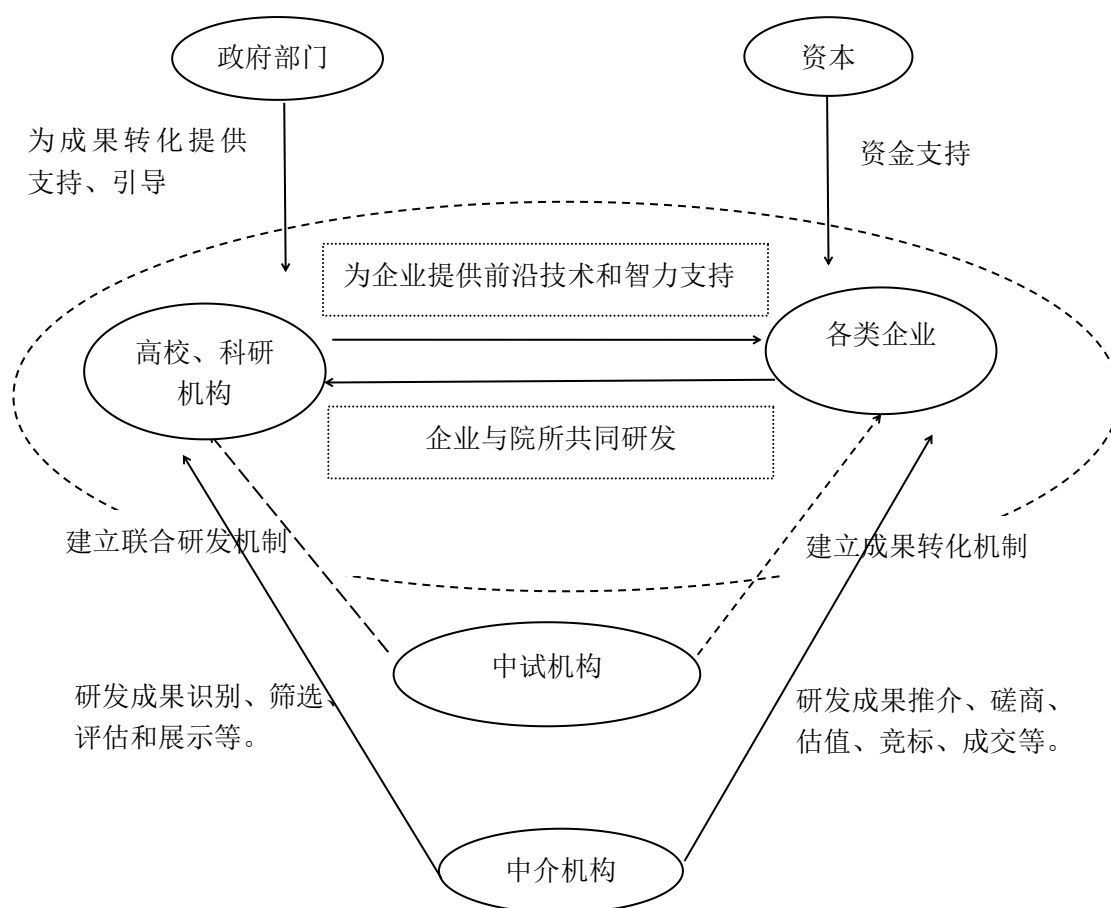 政府部门
资本
为成果转化提供
支持、引导
资金支持
为企业提供前沿技术和智力支持
高校、科研
机构
各类企业
企业与院所共同研发
建立联合研发机制
建立成果转化机制
中试机构
研发成果识别、筛选、
评估和展示等。
研发成果推介、磋商、
估值、竞标、成交等。
中介机构